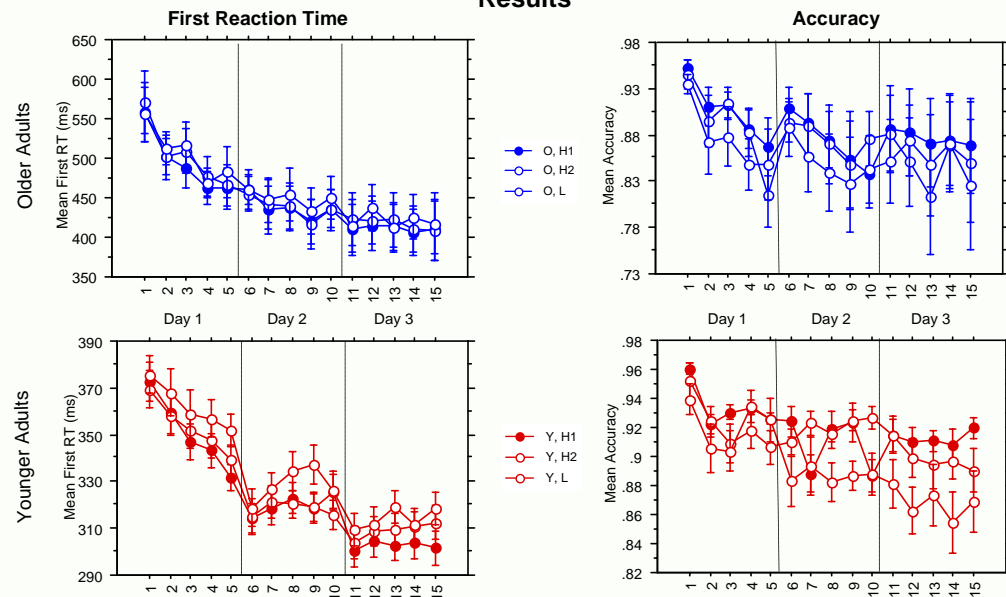 Results
First Reaction Time
Accuracy
Older Adults
Mean First RT (ms)
650
600
550
500
450
400
350
1 2 3 4 5 6 7 8 9 10 11 12 13 14 15
Day 1 Day 2 Day 3
O, H1
O, H2
O, L
Mean Accuracy
.98
.93
.88
.83
.78
.73
1 2 3 4 5 6 7 8 9 10 11 12 13 14 15
Day 1 Day 2 Day 3
Younger Adults
Mean First RT (ms)
390
370
350
330
310
290
1 2 3 4 5 6 7 8 9 10 11 12 13 14 15
Y, H1
Y, H2
Y, L
Mean Accuracy
.98
.96
.94
.92
.9
.88
.86
.84
.82
1 2 3 4 5 6 7 8 9 10 11 12 13 14 15